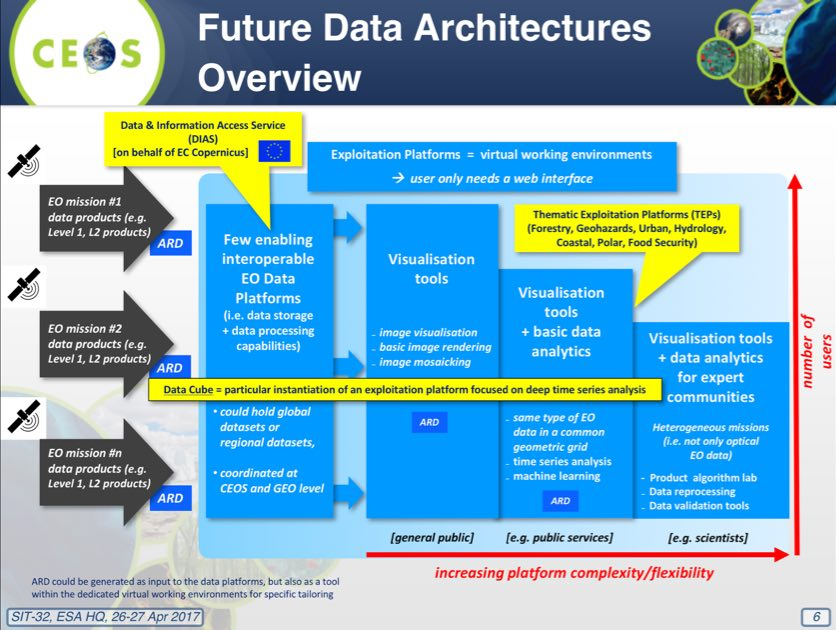 CEOS
Future Data Architectures
Overview
Data & Information Access Service
(DIAS)
[on behalf of EC Copernicus]
Exploitation Platforms = virtual working environments
→ user only needs a web interface
EO mission #1
data products (e.g.
Level 1, L2 products)
ARD
Few enabling
interoperable
EO Data
Platforms
(i.e. data storage
+ data processing
capabilities)
Visualisation
tools
- image visualisation
- basic image rendering
- image mosaicking
Thematic Exploitation Platforms (TEPs)
(Forestry, Geohazards, Urban, Hydrology,
Coastal, Polar, Food Security)
Visualisation
tools
+ basic data
analytics
Visualisation tools
+ data analytics
for expert
communities
number of
users
EO mission #2
data products (e.g.
Level 1, L2 products)
ARD
Data Cube = particular instantiation of an exploitation platform focused on deep time series analysis
• could hold global
datasets or
regional datasets,
• coordinated at
CEOS and GEO level
ARD
- same type of EO
data in a common
geometric grid
- time series analysis
- machine learning
ARD
Heterogeneous missions
(i.e. not only optical
EO data)
- Product algorithm lab
- Data reprocessing
- Data validation tools
EO mission #n
data products (e.g.
Level 1, L2 products)
ARD
[general public]
[e.g. public services]
[e.g. scientists]
increasing platform complexity/flexibility
ARD could be generated as input to the data platforms, but also as a tool
within the dedicated virtual working environments for specific tailoring
SIT-32, ESA HQ, 26-27 Apr 2017
6